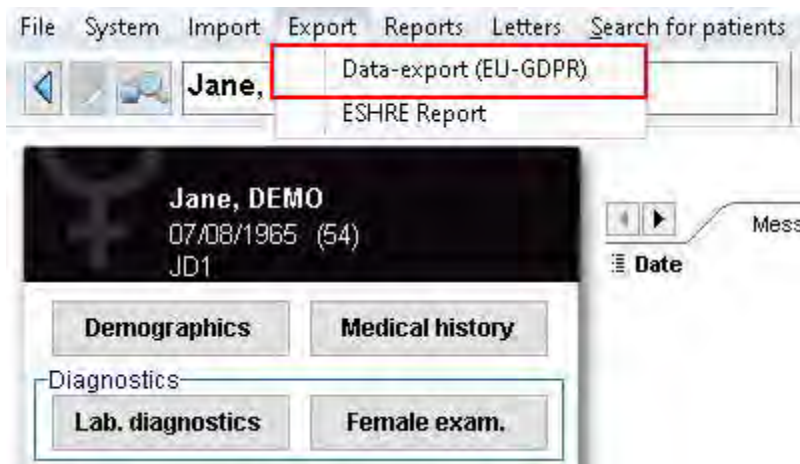 File System Import Export Reports Letters Search for patients
Data-export (EU-GDPR)
Jane,
ESHRE Report
Jane, DEMO
07/08/1965 (54)
JD1
Mess
Date
Demographics Medical history
Diagnostics
Lab. diagnostics Female exam.